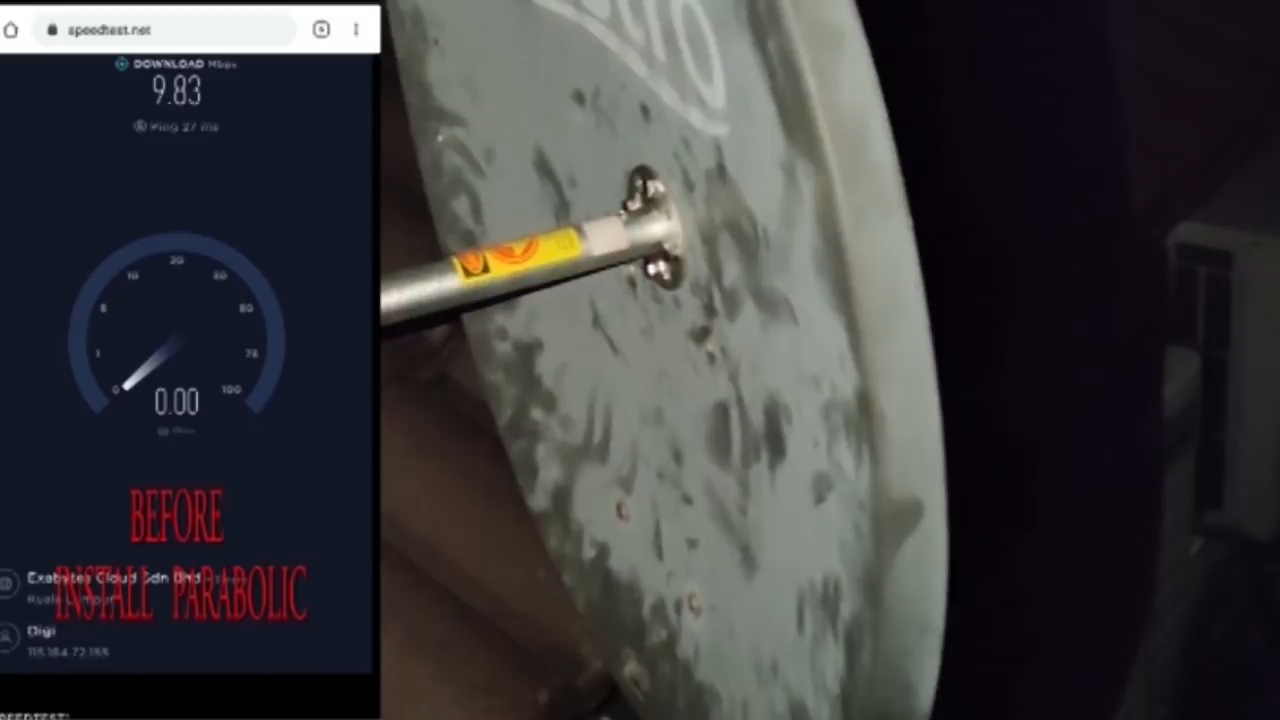 speedtest.net
DOWNLOAD Mbps
9.83
Ping 27 ms
20
10
30
5
50
1
75
0
100
0.00
Mbps
BEFORE
Exabytes Cloud Sdn Bhd
INSTALL PARABOLIC
Digi